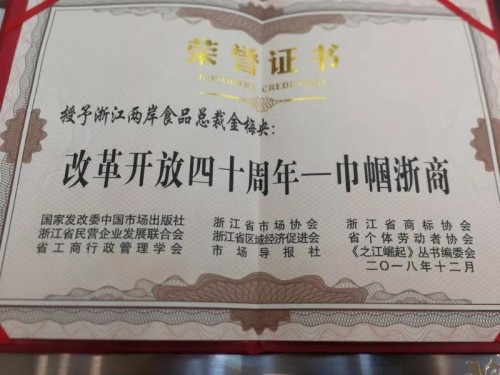 荣誉证书
HONORARY CREDENTIAL
授予浙江两岸食品总裁金梅央:
改革开放四十周年—巾帼浙商
国家发改委中国市场出版社 浙江省市场协会 浙江省商标协会
浙江省民营企业发展联合会 浙江省区域经济促进会 省个体劳动者协会
省工商行政管理学会 市场导报社 《之江崛起》丛书编委会
二〇一八年十二月